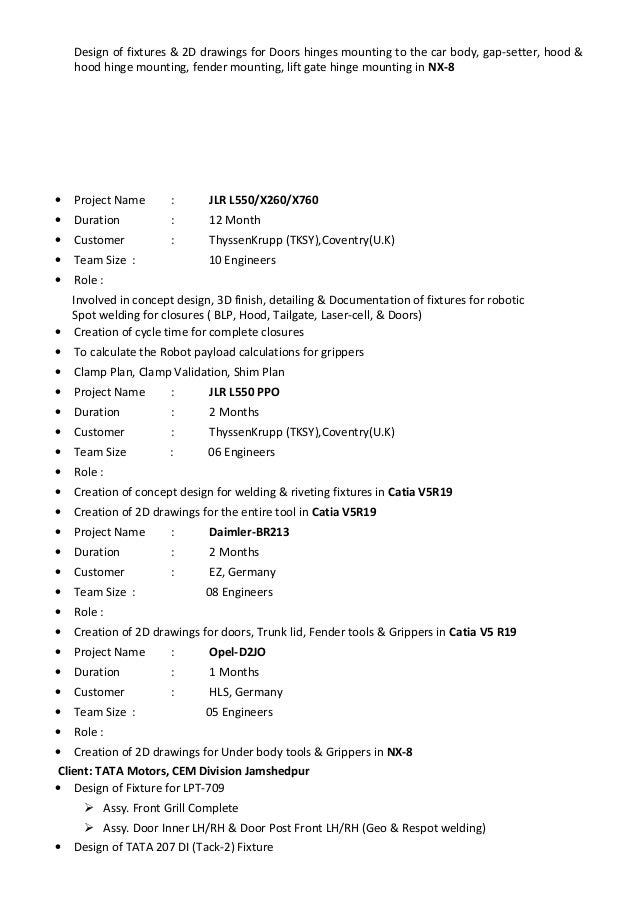 Design of fixtures & 2D drawings for Doors hinges mounting to the car body, gap-setter, hood &
hood hinge mounting, fender mounting, lift gate hinge mounting in NX-8
• Project Name : JLR L550/X260/X760
• Duration : 12 Month
• Customer : ThyssenKrupp (TKSY),Coventry(U.K)
• Team Size : 10 Engineers
• Role :
Involved in concept design, 3D finish, detailing & Documentation of fixtures for robotic
Spot welding for closures ( BLP, Hood, Tailgate, Laser-cell, & Doors)
• Creation of cycle time for complete closures
• To calculate the Robot payload calculations for grippers
• Clamp Plan, Clamp Validation, Shim Plan
• Project Name : JLR L550 PPO
• Duration : 2 Months
• Customer : ThyssenKrupp (TKSY),Coventry(U.K)
• Team Size : 06 Engineers
• Role :
• Creation of concept design for welding & riveting fixtures in Catia V5R19
• Creation of 2D drawings for the entire tool in Catia V5R19
• Project Name : Daimler-BR213
• Duration : 2 Months
• Customer : EZ, Germany
• Team Size : 08 Engineers
• Role :
• Creation of 2D drawings for doors, Trunk lid, Fender tools & Grippers in Catia V5 R19
• Project Name : Opel-D2JO
• Duration : 1 Months
• Customer : HLS, Germany
• Team Size : 05 Engineers
• Role :
• Creation of 2D drawings for Under body tools & Grippers in NX-8
Client: TATA Motors, CEM Division Jamshedpur
• Design of Fixture for LPT-709
➢ Assy. Front Grill Complete
➢ Assy. Door Inner LH/RH & Door Post Front LH/RH (Geo & Respot welding)
• Design of TATA 207 DI (Tack-2) Fixture